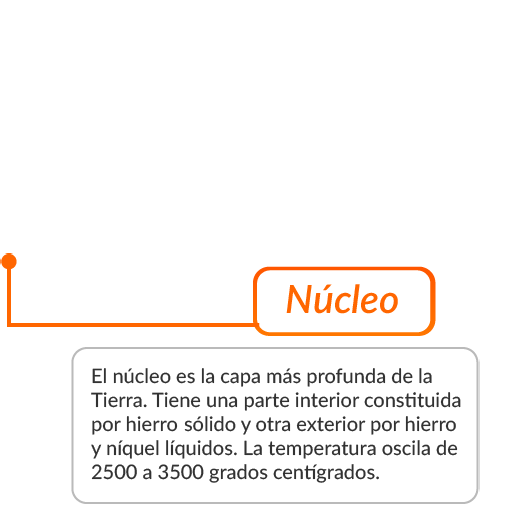 Núcleo
El núcleo es la capa más profunda de la
Tierra. Tiene una parte interior constituida
por hierro sólido y otra exterior por hierro
y níquel líquidos. La temperatura oscila de
2500 a 3500 grados centígrados.